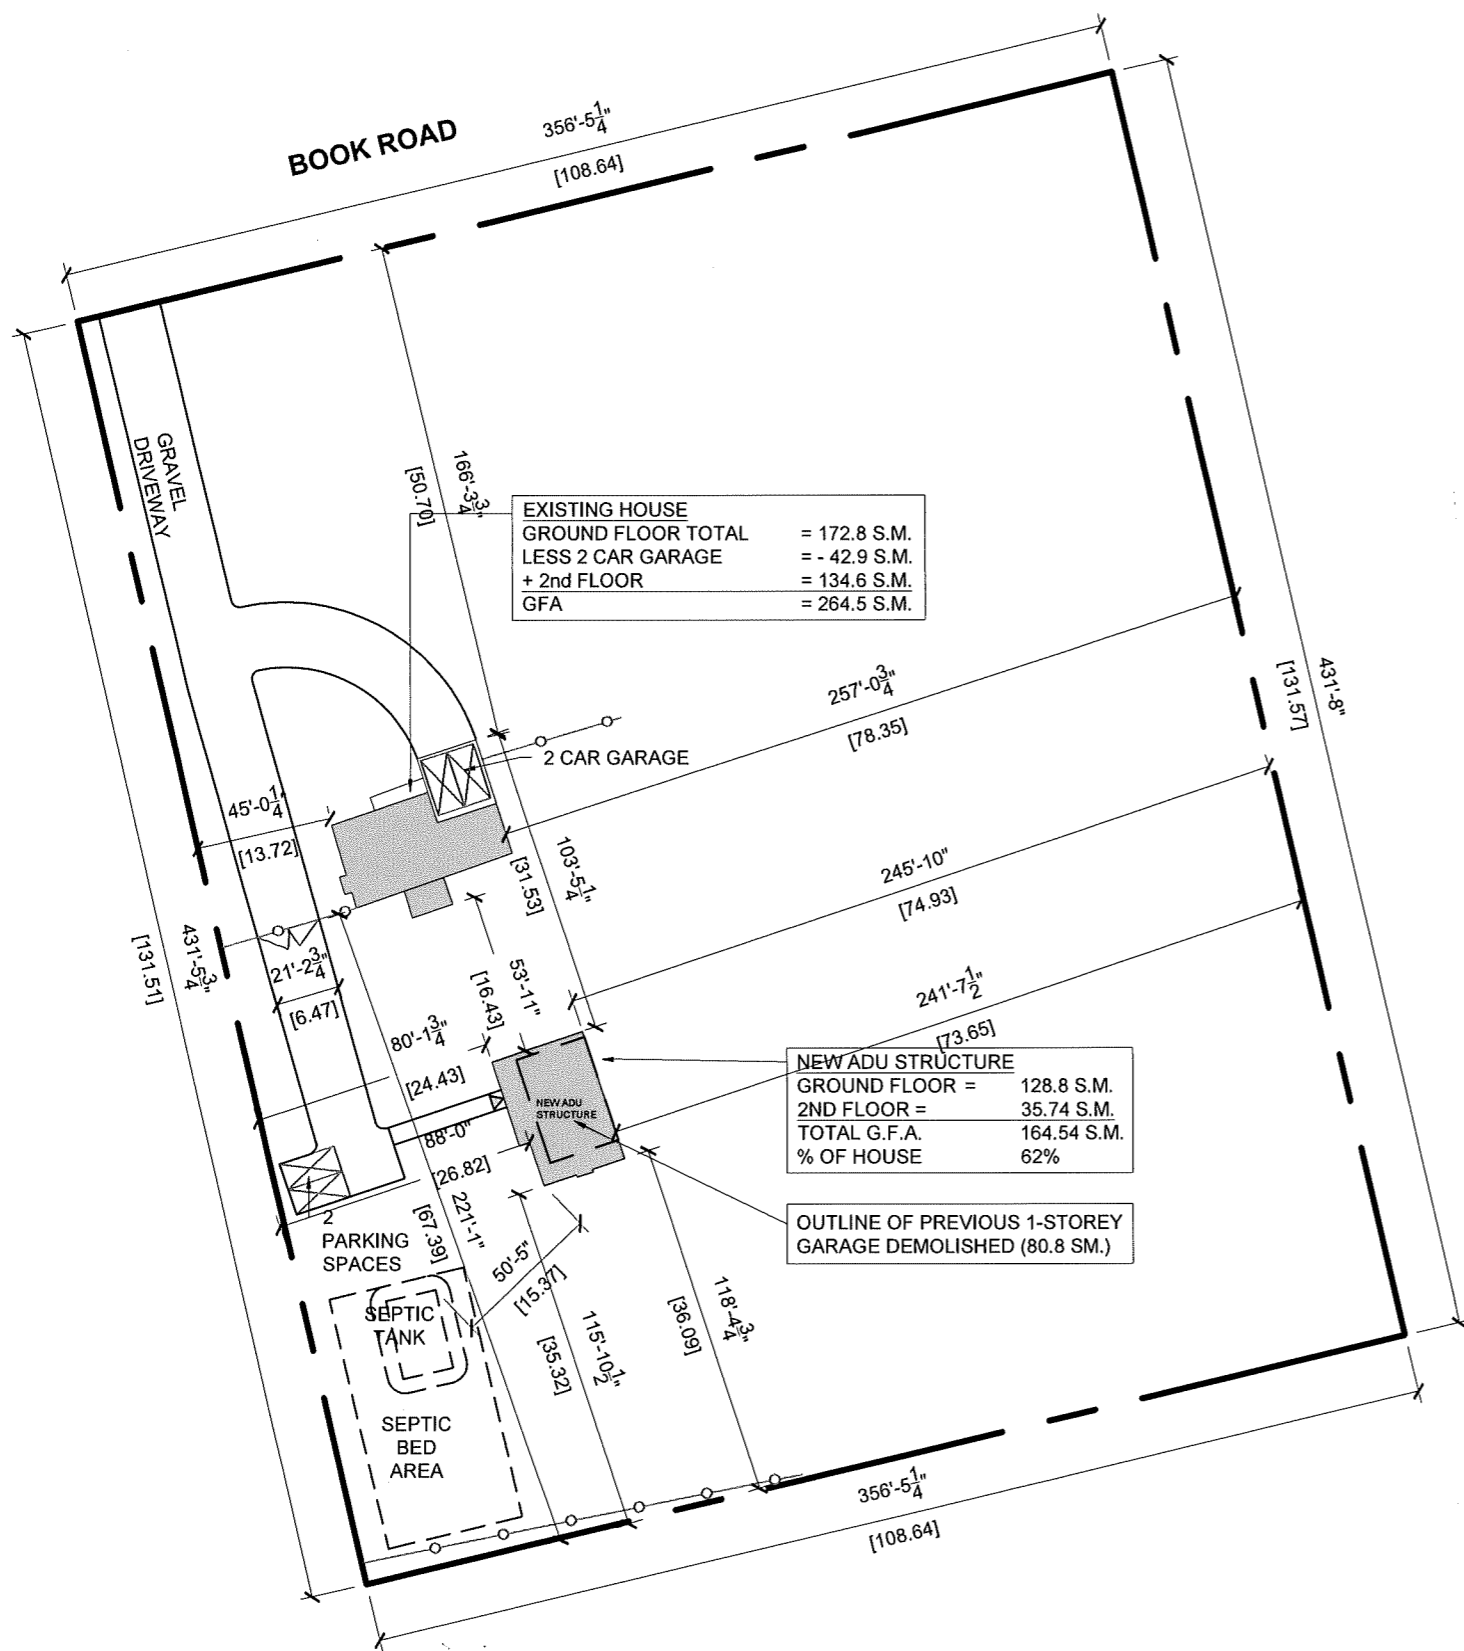 356'-5 1/4"
BOOK ROAD
[108.64]
GRAVEL
DRIVEWAY
166'-3 3/4"
[50.70]
EXISTING HOUSE
GROUND FLOOR TOTAL = 172.8 S.M.
LESS 2 CAR GARAGE = - 42.9 S.M.
+ 2nd FLOOR = 134.6 S.M.
GFA = 264.5 S.M.
431'-8"
[131.57]
257'-0 3/4"
[78.35]
2 CAR GARAGE
45'-0 1/4"
[13.72]
103'-5 1/4"
[31.53]
245'-10"
[74.93]
431'-5 3/4"
[131.51]
21'-2 3/4"
[6.47]
53'-11"
[16.43]
241'-7 1/2"
[73.65]
80'-1 3/4"
[24.43]
NEW ADU STRUCTURE
GROUND FLOOR = 128.8 S.M.
2ND FLOOR = 35.74 S.M.
TOTAL G.F.A. 164.54 S.M.
% OF HOUSE 62%
NEW ADU
STRUCTURE
88'-0"
[26.82]
OUTLINE OF PREVIOUS 1-STOREY
GARAGE DEMOLISHED (80.8 SM.)
2
PARKING
SPACES
221'-1"
[67.39]
50'-5"
[15.37]
SEPTIC
TANK
115'-10 1/2"
[35.32]
118'-4 3/4"
[36.09]
SEPTIC
BED
AREA
356'-5 1/4"
[108.64]